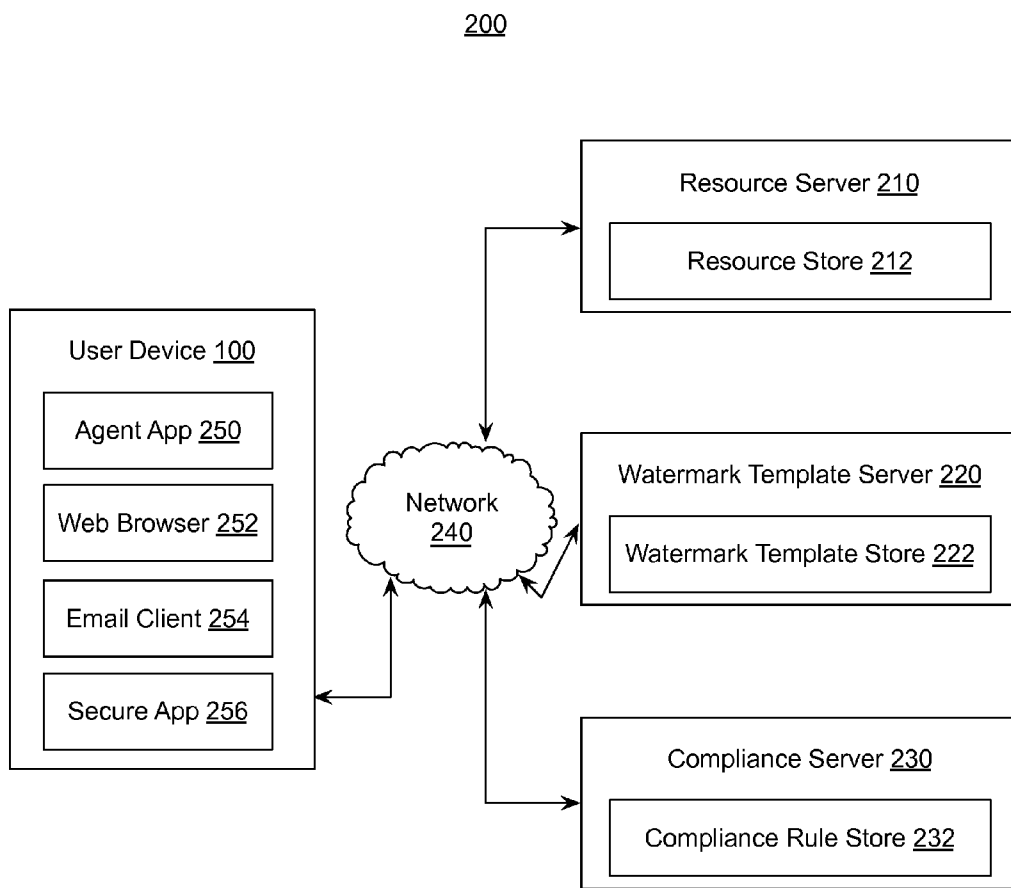 200
Resource Server 210
Resource Store 212
User Device 100
Agent App 250
Web Browser 252
Email Client 254
Secure App 256
Network
240
Watermark Template Server 220
Watermark Template Store 222
Compliance Server 230
Compliance Rule Store 232